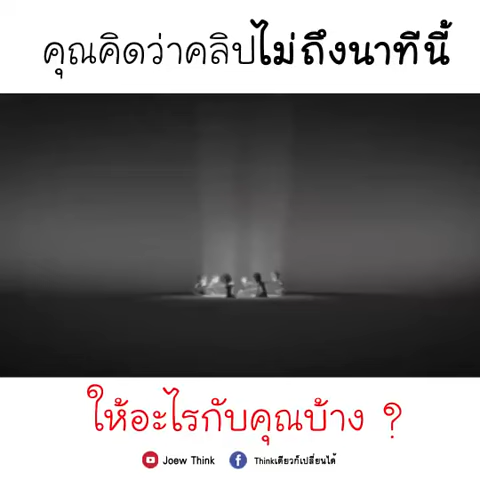 คุณคิดว่าคลิปไม่ถึงนาทีนี้
ให้อะไรกับคุณบ้าง ?
Joew Think Thinkเดียวก็เปลี่ยนได้